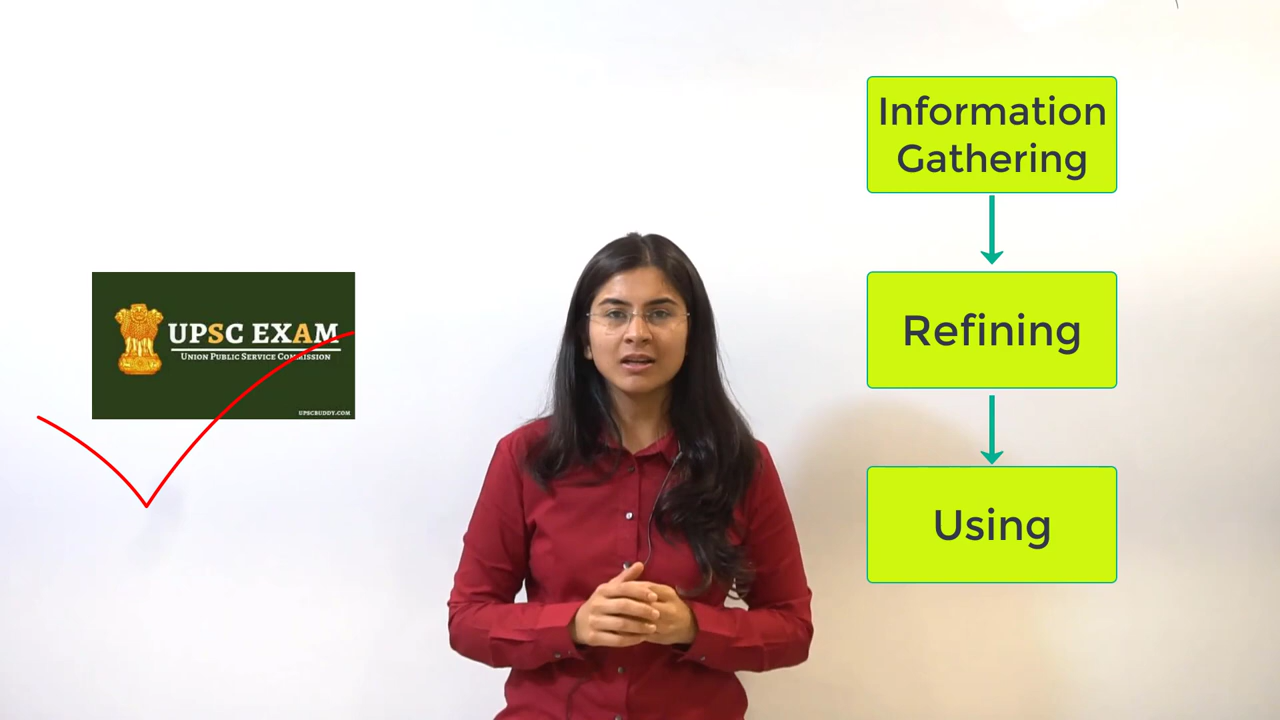 UPSC EXAM
UNION PUBLIC SERVICE COMMISSION
UPSCBUDDY.COM
Information
Gathering
Refining
Using